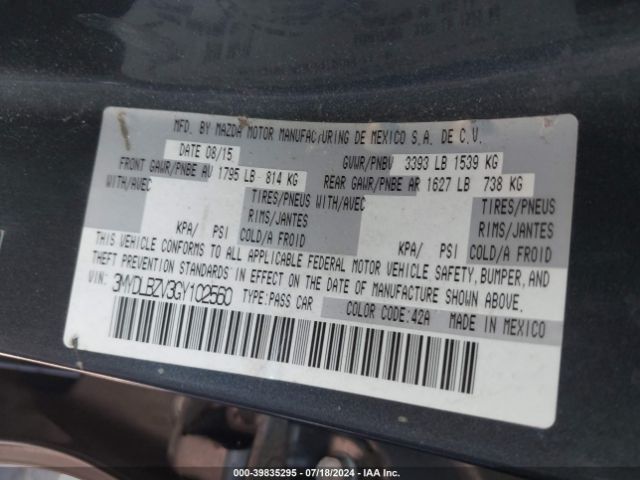 MFD. BY MAZDA MOTOR MANUFACTURING DE MEXICO S.A. DE C.V.
DATE 08/15 GVWR/PNBV 3393 LB 1539 KG
FRONT GAWR/PNBE AV 1795 LB- 814 KG REAR GAWR/PNBE AR 1627 LB 738 KG
WITH/AVEC TIRES/PNEUS WITH/AVEC TIRES/PNEUS
RIMS/JANTES RIMS/JANTES
KPA/ PSI COLD/A FROID KPA/ PSI COLD/A FROID
THIS VEHICLE CONFORMS TO ALL APPLICABLE FEDERAL MOTOR VEHICLE SAFETY, BUMPER, AND
THEFT PREVENTION STANDARDS IN EFFECT ON THE DATE OF MANUFACTURE SHOWN ABOVE.
VIN: 3MYDLBZV3GY102560 TYPE:PASS CAR COLOR CODE:42A MADE IN MEXICO
000-39835295 - 07/18/2024 - IAA Inc.